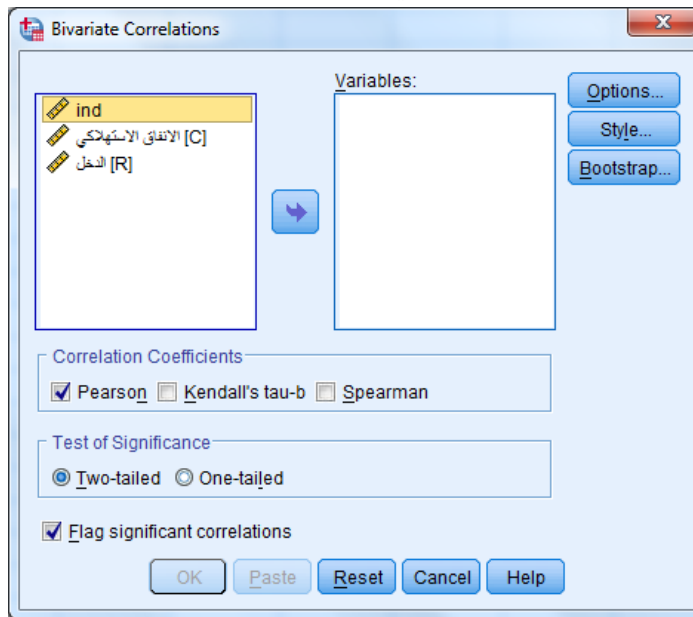 Bivariate Correlations
Variables:
ind
الانفاق الاستهلاكي [C]
الدخل [R]
Options...
Style...
Bootstrap...
Correlation Coefficients
Pearson Kendall's tau-b Spearman
Test of Significance
Two-tailed One-tailed
Flag significant correlations
OK Paste Reset Cancel Help